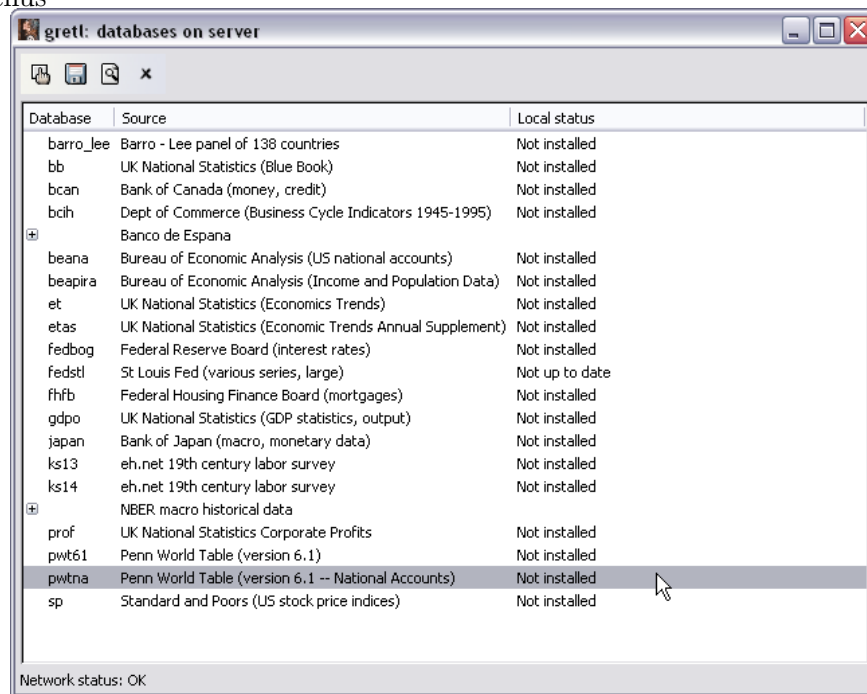 gretl: databases on server
Database Source Local status
barro_lee Barro - Lee panel of 138 countries Not installed
bb UK National Statistics (Blue Book) Not installed
bcan Bank of Canada (money, credit) Not installed
bcih Dept of Commerce (Business Cycle Indicators 1945-1995) Not installed
Banco de Espana
beana Bureau of Economic Analysis (US national accounts) Not installed
beapira Bureau of Economic Analysis (Income and Population Data) Not installed
et UK National Statistics (Economics Trends) Not installed
etas UK National Statistics (Economic Trends Annual Supplement) Not installed
fedbog Federal Reserve Board (interest rates) Not installed
fedstl St Louis Fed (various series, large) Not up to date
fhfb Federal Housing Finance Board (mortgages) Not installed
gdpo UK National Statistics (GDP statistics, output) Not installed
japan Bank of Japan (macro, monetary data) Not installed
ks13 eh.net 19th century labor survey Not installed
ks14 eh.net 19th century labor survey Not installed
NBER macro historical data
prof UK National Statistics Corporate Profits Not installed
pwt61 Penn World Table (version 6.1) Not installed
pwtna Penn World Table (version 6.1 -- National Accounts) Not installed
sp Standard and Poors (US stock price indices) Not installed
Network status: OK